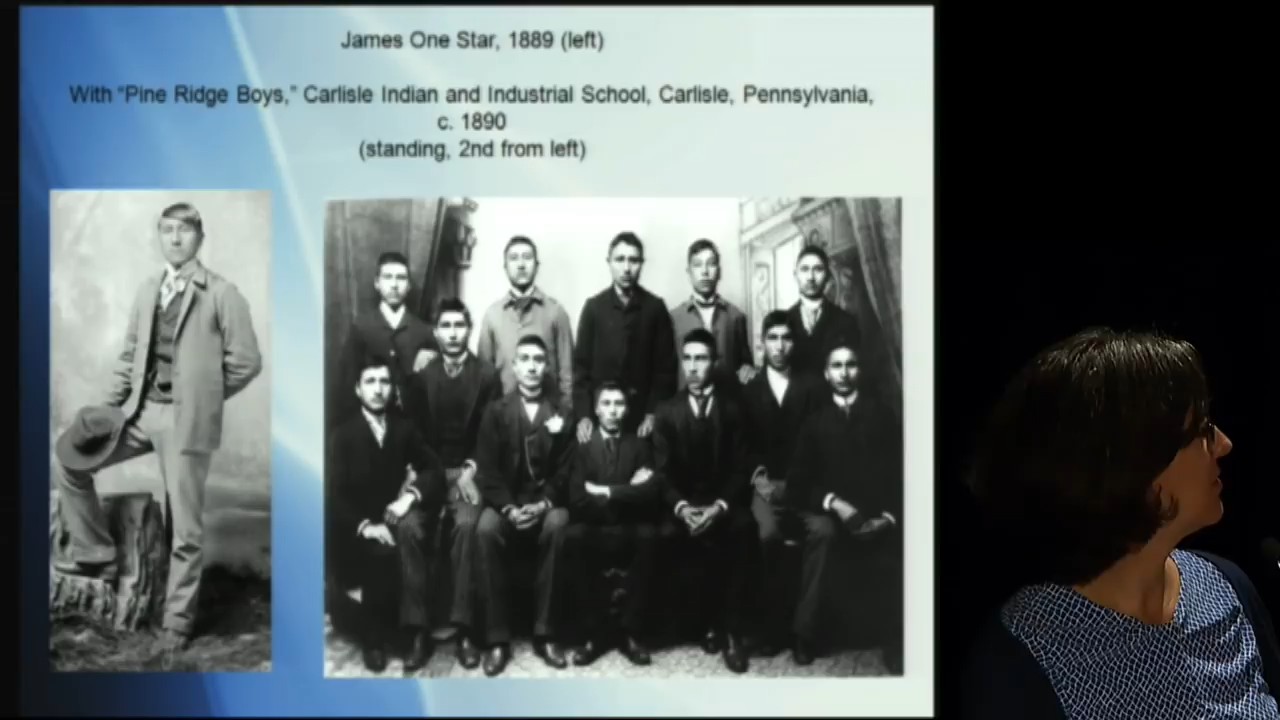 James One Star, 1889 (left)
With “Pine Ridge Boys,” Carlisle Indian and Industrial School, Carlisle, Pennsylvania,
c. 1890
(standing, 2nd from left)